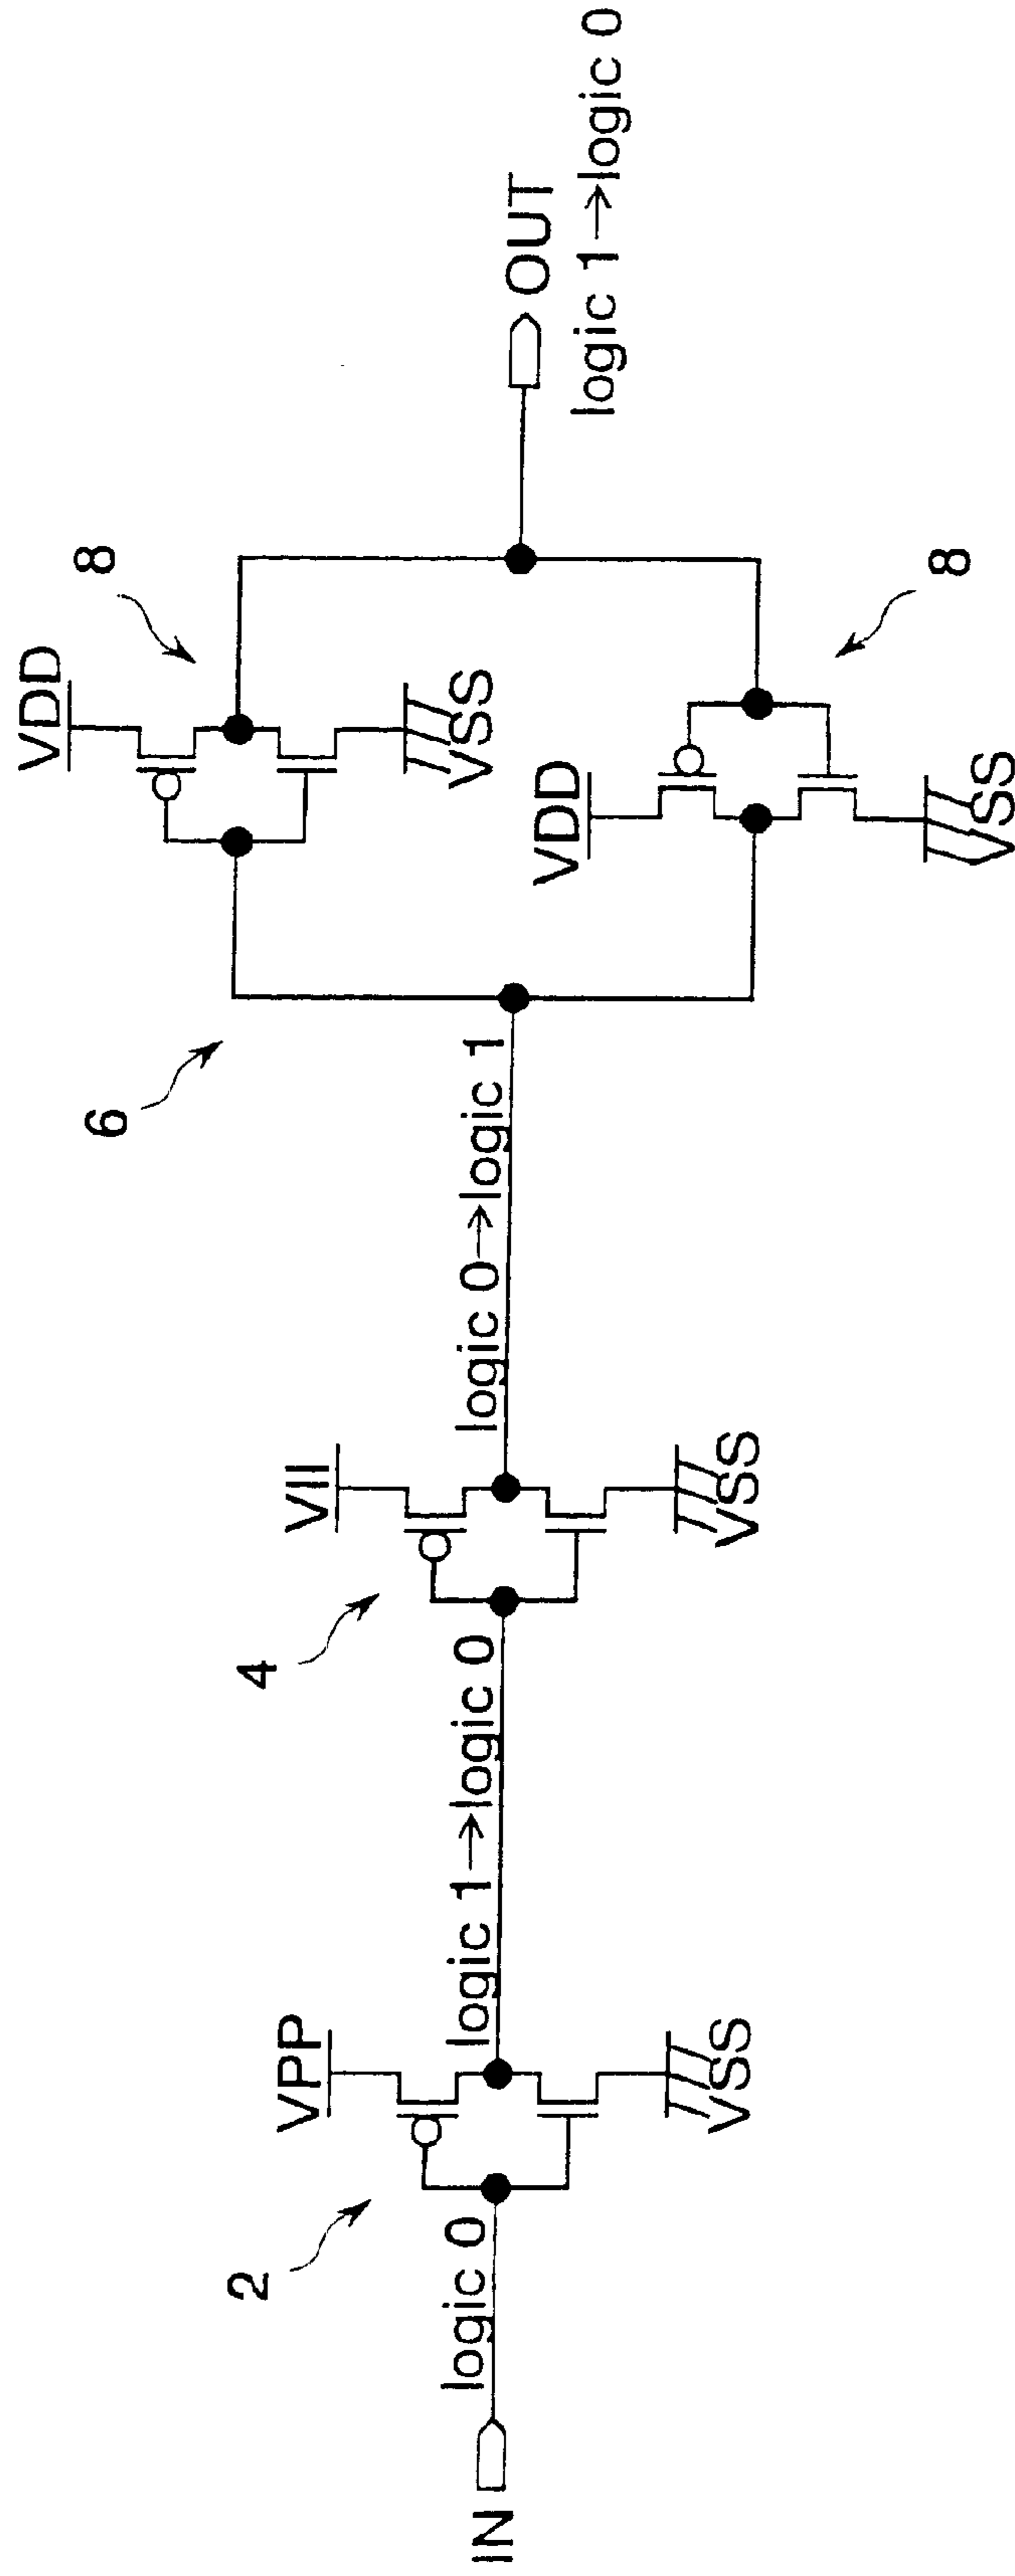 IN
logic 0
2
VPP
VSS
logic 1→logic 0
4
VII
VSS
logic 0→logic 1
6
VDD
VSS
8
VDD
VSS
8
OUT
logic 1→logic 0